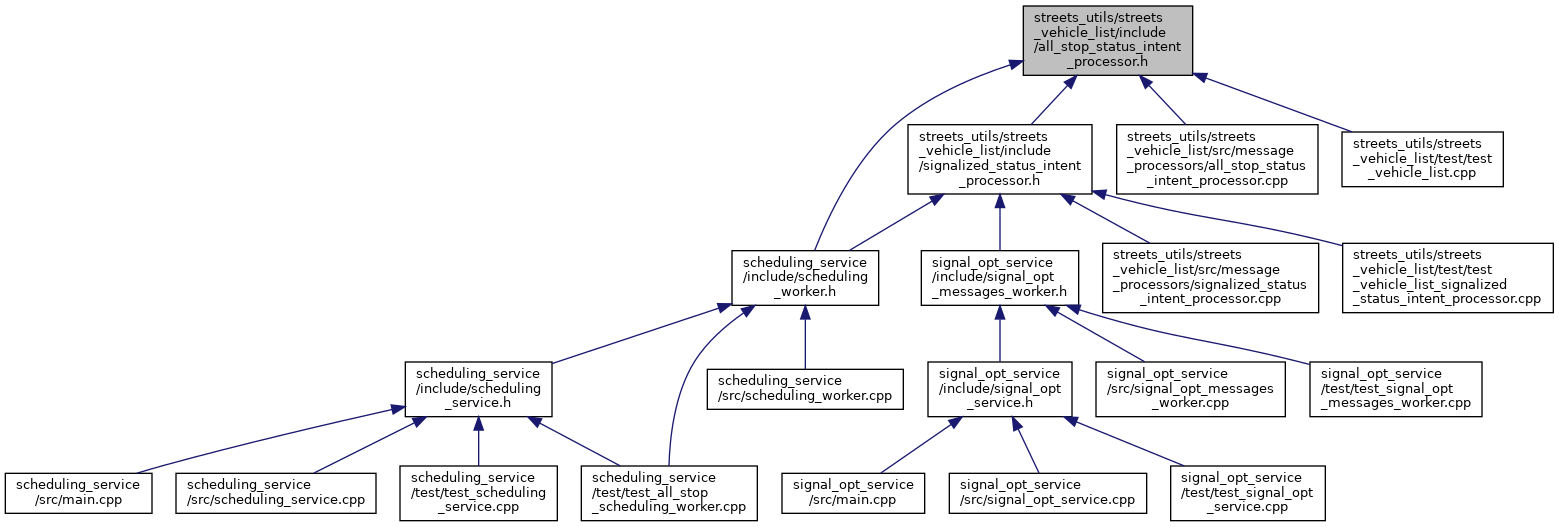 streets_utils/streets
_vehicle_list/include
/all_stop_status_intent
_processor.h
streets_utils/streets
_vehicle_list/include
/signalized_status_intent
_processor.h
streets_utils/streets
_vehicle_list/src/message
_processors/all_stop_status
_intent_processor.cpp
streets_utils/streets
_vehicle_list/test/test
_vehicle_list.cpp
scheduling_service
/include/scheduling
_worker.h
signal_opt_service
/include/signal_opt
_messages_worker.h
streets_utils/streets
_vehicle_list/src/message
_processors/signalized_status
_intent_processor.cpp
streets_utils/streets
_vehicle_list/test/test
_vehicle_list_signalized
_status_intent_processor.cpp
scheduling_service
/include/scheduling
_service.h
scheduling_service
/src/scheduling_worker.cpp
signal_opt_service
/include/signal_opt
_service.h
signal_opt_service
/src/signal_opt_messages
_worker.cpp
signal_opt_service
/test/test_signal_opt
_messages_worker.cpp
scheduling_service
/src/main.cpp
scheduling_service
/src/scheduling_service.cpp
scheduling_service
/test/test_scheduling
_service.cpp
scheduling_service
/test/test_all_stop
_scheduling_worker.cpp
signal_opt_service
/src/main.cpp
signal_opt_service
/src/signal_opt_service.cpp
signal_opt_service
/test/test_signal_opt
_service.cpp